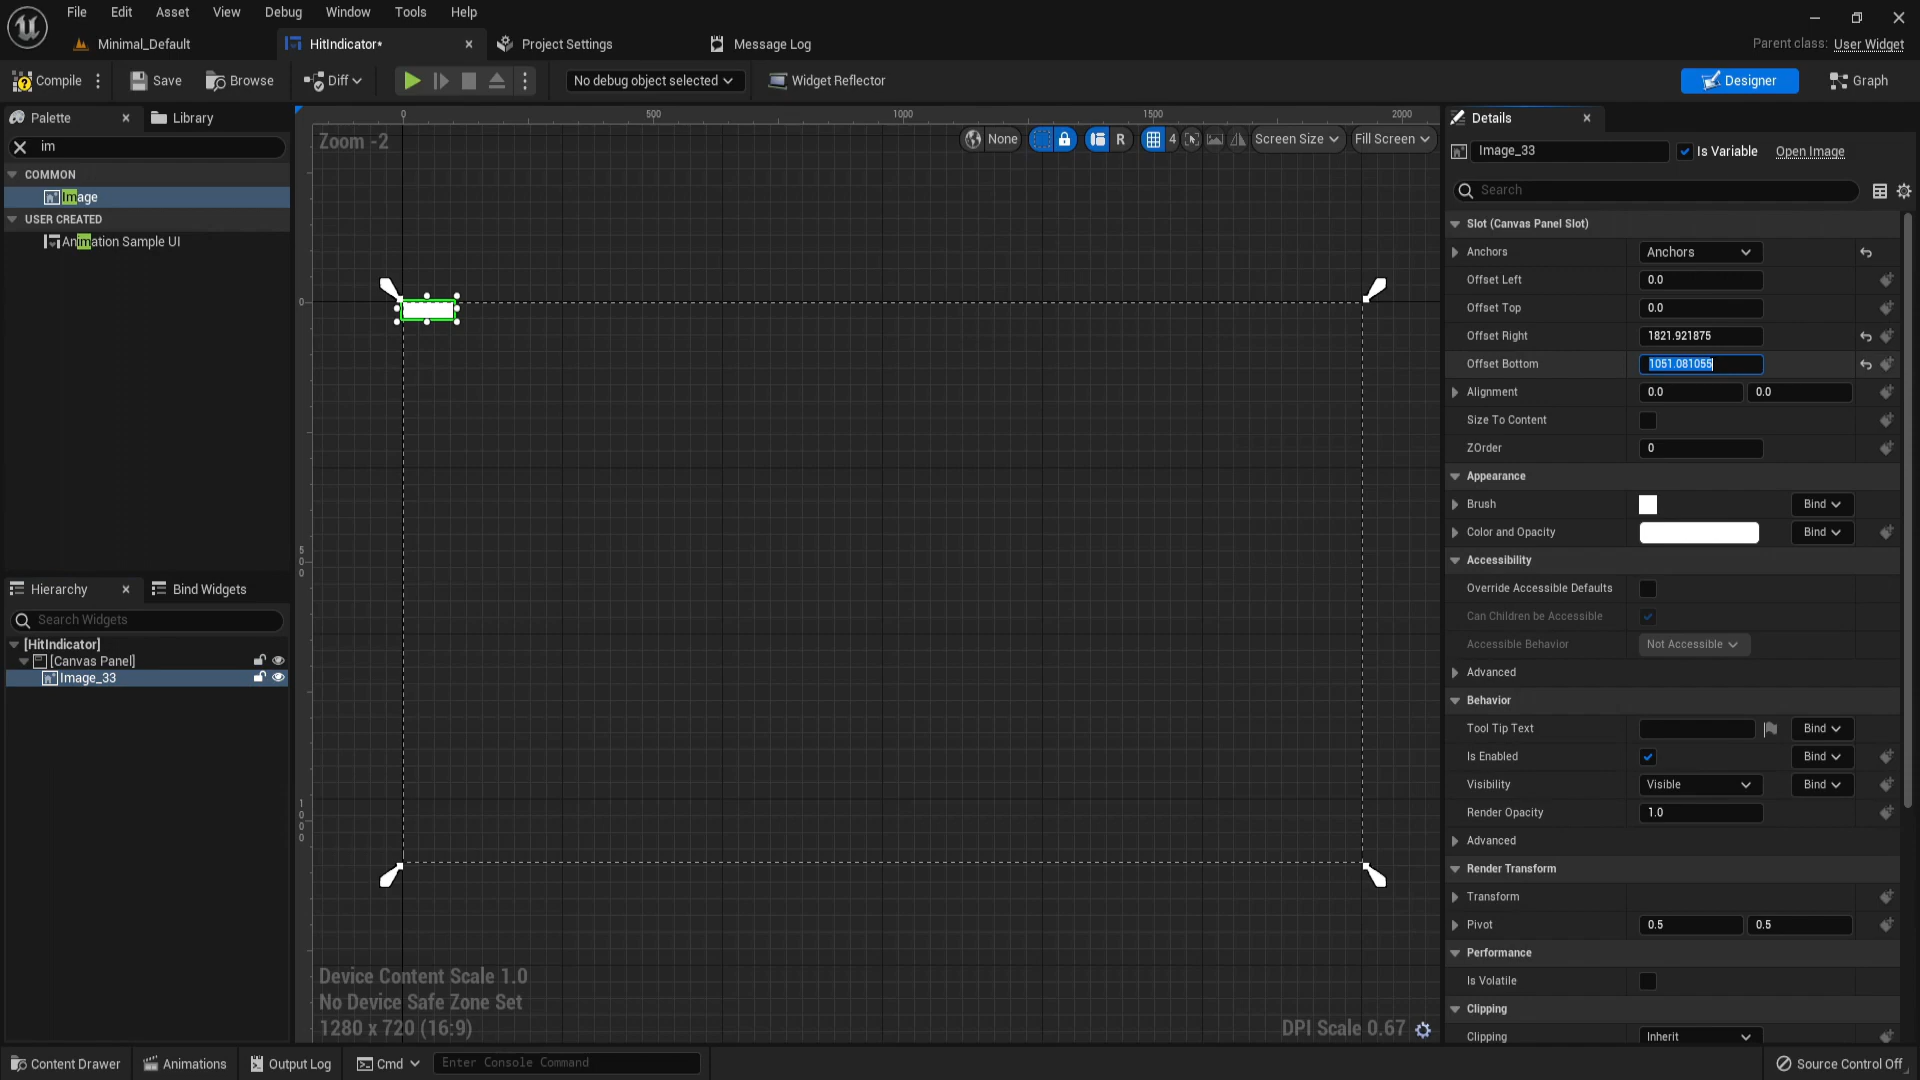 File Edit Asset View Debug Window Tools Help
Minimal_Default
HitIndicator*
Project Settings
Message Log
Parent class: User Widget
Compile
Save
Browse
Diff
No debug object selected
Widget Reflector
Designer
Graph
Palette
Library
im
COMMON
Image
USER CREATED
Animation Sample UI
Hierarchy
Bind Widgets
Search Widgets
[HitIndicator]
[Canvas Panel]
Image_33
0 500 1000 1500 2000
Zoom -2
None
R
4
Screen Size
Fill Screen
0
500
1000
Device Content Scale 1.0
No Device Safe Zone Set
1280 x 720 (16:9)
DPI Scale 0.67
Details
Image_33
Is Variable
Open Image
Search
Slot (Canvas Panel Slot)
Anchors Anchors
Offset Left 0.0
Offset Top 0.0
Offset Right 1821.921875
Offset Bottom 1051.081055
Alignment 0.0 0.0
Size To Content
ZOrder 0
Appearance
Brush Bind
Color and Opacity Bind
Accessibility
Override Accessible Defaults
Can Children be Accessible
Accessible Behavior Not Accessible
Advanced
Behavior
Tool Tip Text Bind
Is Enabled Bind
Visibility Visible Bind
Render Opacity 1.0
Advanced
Render Transform
Transform
Pivot 0.5 0.5
Performance
Is Volatile
Clipping
Clipping Inherit
Content Drawer
Animations
Output Log
Cmd
Enter Console Command
Source Control Off